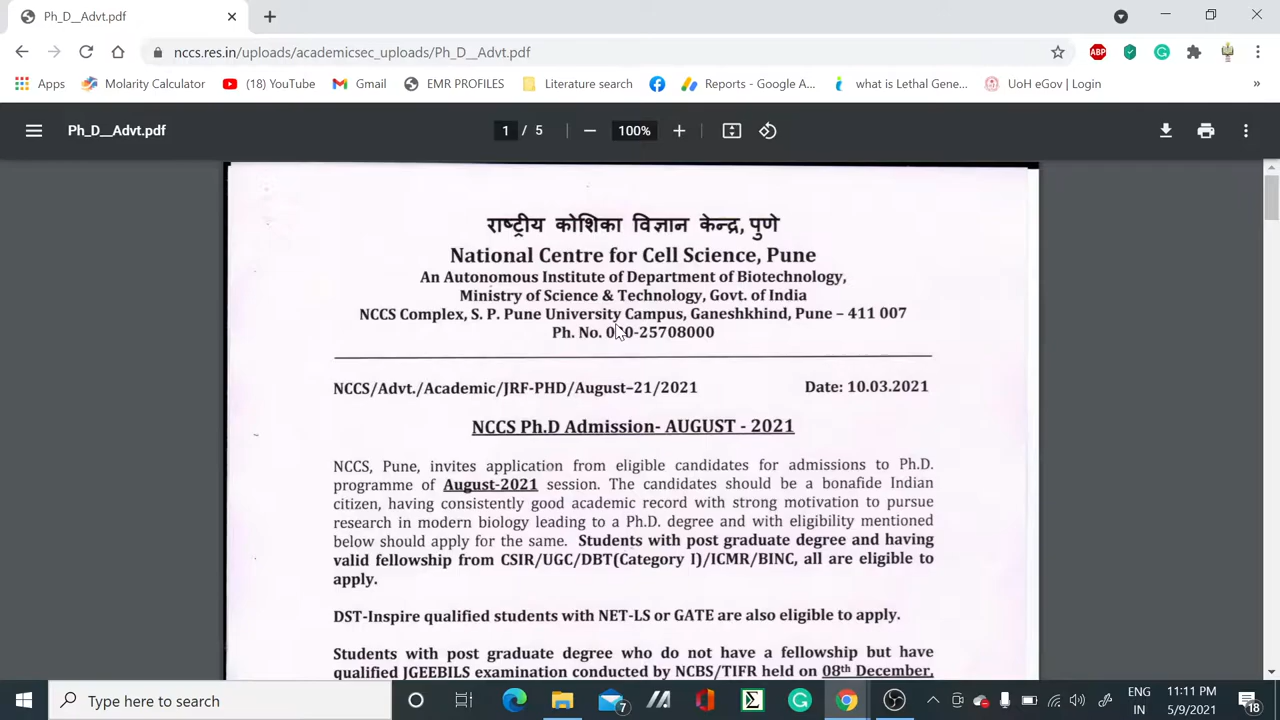 Ph_D__Advt.pdf
nccs.res.in/uploads/academicsec_uploads/Ph_D__Advt.pdf
ABP
Apps Molarity Calculator (18) YouTube Gmail EMR PROFILES Literature search Reports - Google A... what is Lethal Gene... UoH eGov | Login »
Ph_D__Advt.pdf 1 / 5 100%
राष्ट्रीय कोशिका विज्ञान केन्द्र, पुणे
National Centre for Cell Science, Pune
An Autonomous Institute of Department of Biotechnology,
Ministry of Science & Technology, Govt. of India
NCCS Complex, S. P. Pune University Campus, Ganeshkhind, Pune – 411 007
Ph. No. 020-25708000
NCCS/Advt./Academic/JRF-PHD/August–21/2021 Date: 10.03.2021
NCCS Ph.D Admission- AUGUST - 2021
NCCS, Pune, invites application from eligible candidates for admissions to Ph.D.
programme of August-2021 session. The candidates should be a bonafide Indian
citizen, having consistently good academic record with strong motivation to pursue
research in modern biology leading to a Ph.D. degree and with eligibility mentioned
below should apply for the same. Students with post graduate degree and having
valid fellowship from CSIR/UGC/DBT(Category I)/ICMR/BINC, all are eligible to
apply.
DST-Inspire qualified students with NET-LS or GATE are also eligible to apply.
Students with post graduate degree who do not have a fellowship but have
qualified JGEEBILS examination conducted by NCBS/TIFR held on 08th December,
Type here to search 7 ENG 11:11 PM
IN 5/9/2021 18